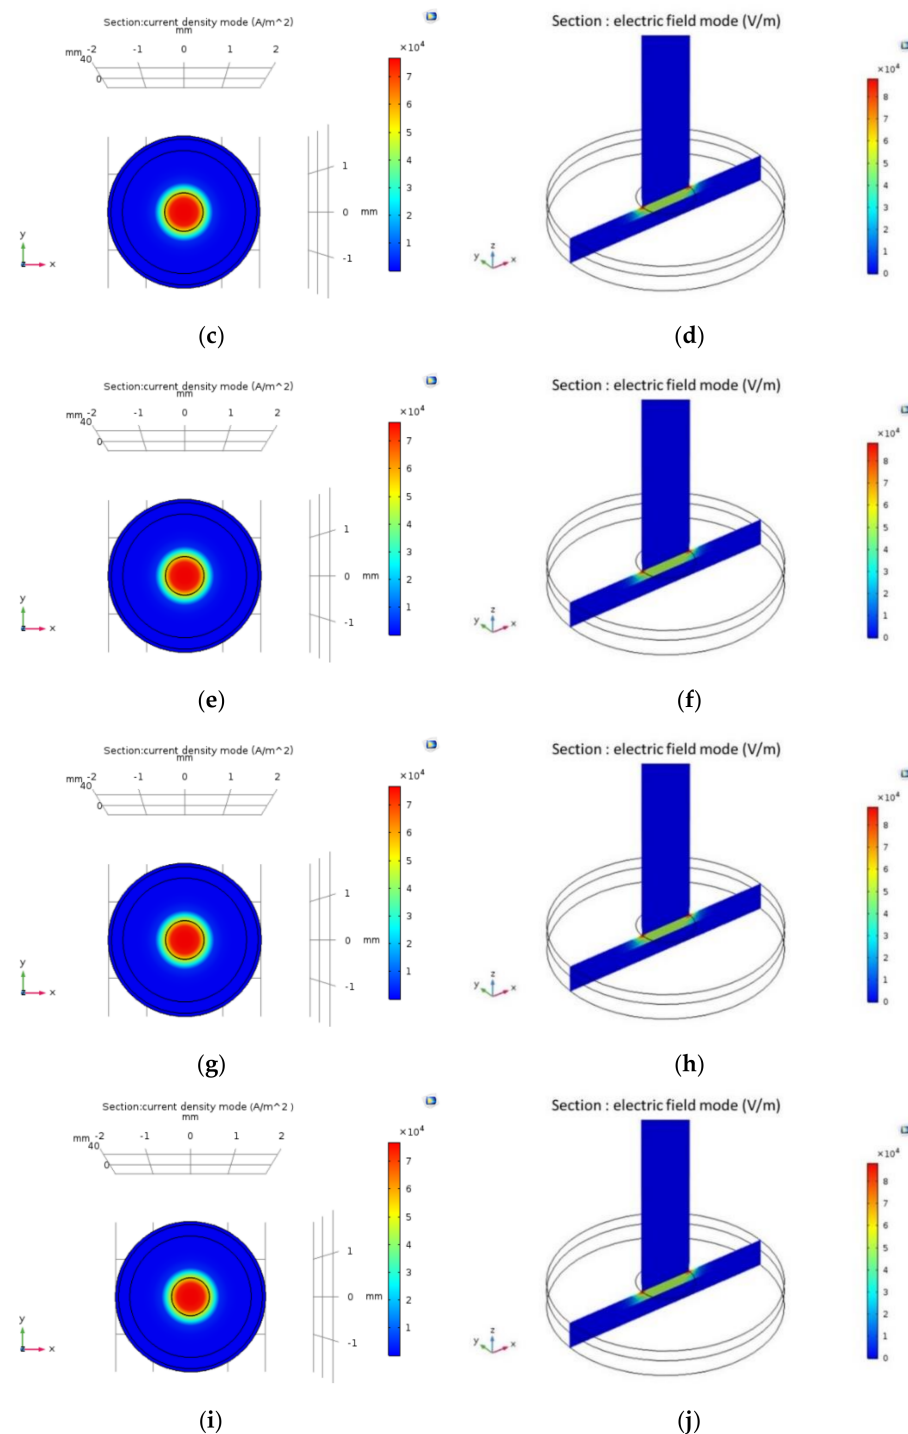 Section:current density mode (A/m^2)
mm
-2 -1 0 1 2
mm
40
0
×10⁴
7
6
5
4
3
2
1
1
0 mm
-1
y
x
(c)
Section : electric field mode (V/m)
×10⁴
8
7
6
5
4
3
2
1
0
z
y x
(d)
Section:current density mode (A/m^2)
mm
-2 -1 0 1 2
mm
40
0
×10⁴
7
6
5
4
3
2
1
1
0 mm
-1
y
x
(e)
Section : electric field mode (V/m)
×10⁴
8
7
6
5
4
3
2
1
0
z
y x
(f)
Section:current density mode (A/m^2)
mm
-2 -1 0 1 2
mm
40
0
×10⁴
7
6
5
4
3
2
1
1
0 mm
-1
y
x
(g)
Section : electric field mode (V/m)
×10⁴
8
7
6
5
4
3
2
1
0
z
y x
(h)
Section:current density mode (A/m^2 )
mm
-2 -1 0 1 2
mm
40
0
×10⁴
7
6
5
4
3
2
1
1
0 mm
-1
y
x
(i)
Section : electric field mode (V/m)
×10⁴
8
7
6
5
4
3
2
1
0
z
y x
(j)